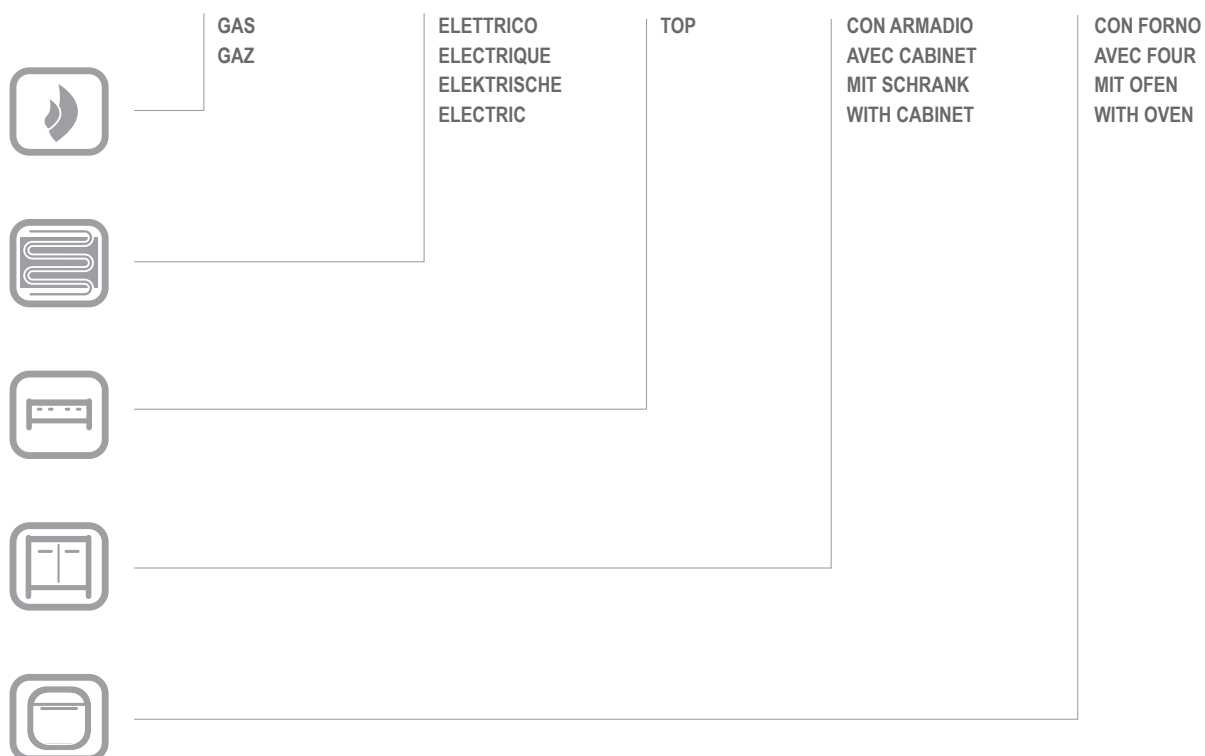 GAS
GAZ
ELETTRICO
ELECTRIQUE
ELEKTRISCHE
ELECTRIC
TOP
CON ARMADIO
AVEC CABINET
MIT SCHRANK
WITH CABINET
CON FORNO
AVEC FOUR
MIT OFEN
WITH OVEN